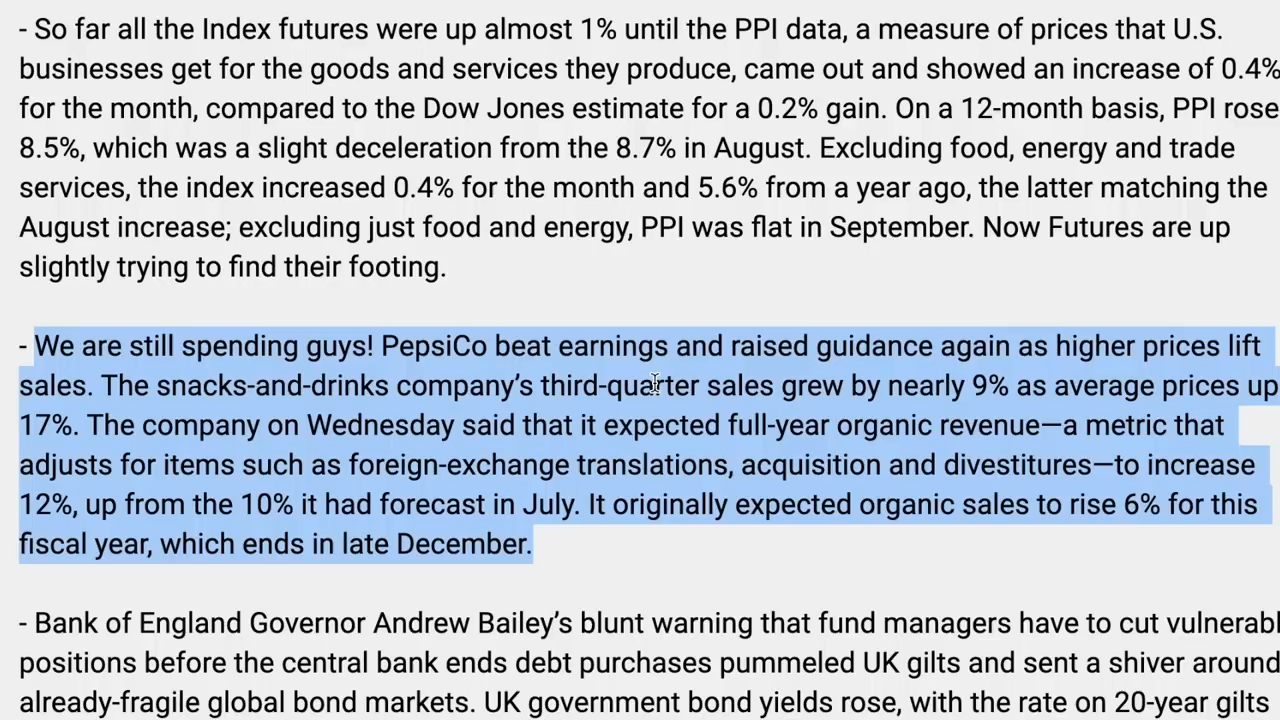 - So far all the Index futures were up almost 1% until the PPI data, a measure of prices that U.S.
businesses get for the goods and services they produce, came out and showed an increase of 0.4%
for the month, compared to the Dow Jones estimate for a 0.2% gain. On a 12-month basis, PPI rose
8.5%, which was a slight deceleration from the 8.7% in August. Excluding food, energy and trade
services, the index increased 0.4% for the month and 5.6% from a year ago, the latter matching the
August increase; excluding just food and energy, PPI was flat in September. Now Futures are up
slightly trying to find their footing.
- We are still spending guys! PepsiCo beat earnings and raised guidance again as higher prices lift
sales. The snacks-and-drinks company’s third-quarter sales grew by nearly 9% as average prices up
17%. The company on Wednesday said that it expected full-year organic revenue—a metric that
adjusts for items such as foreign-exchange translations, acquisition and divestitures—to increase
12%, up from the 10% it had forecast in July. It originally expected organic sales to rise 6% for this
fiscal year, which ends in late December.
- Bank of England Governor Andrew Bailey’s blunt warning that fund managers have to cut vulnerabl
positions before the central bank ends debt purchases pummeled UK gilts and sent a shiver around
already-fragile global bond markets. UK government bond yields rose, with the rate on 20-year gilts